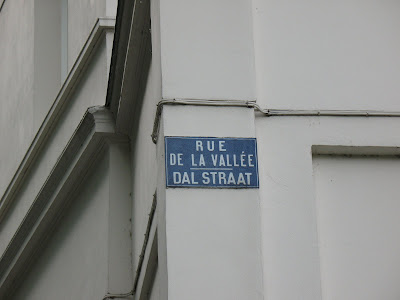 RUE
DE LA VALLÉE
DAL STRAAT